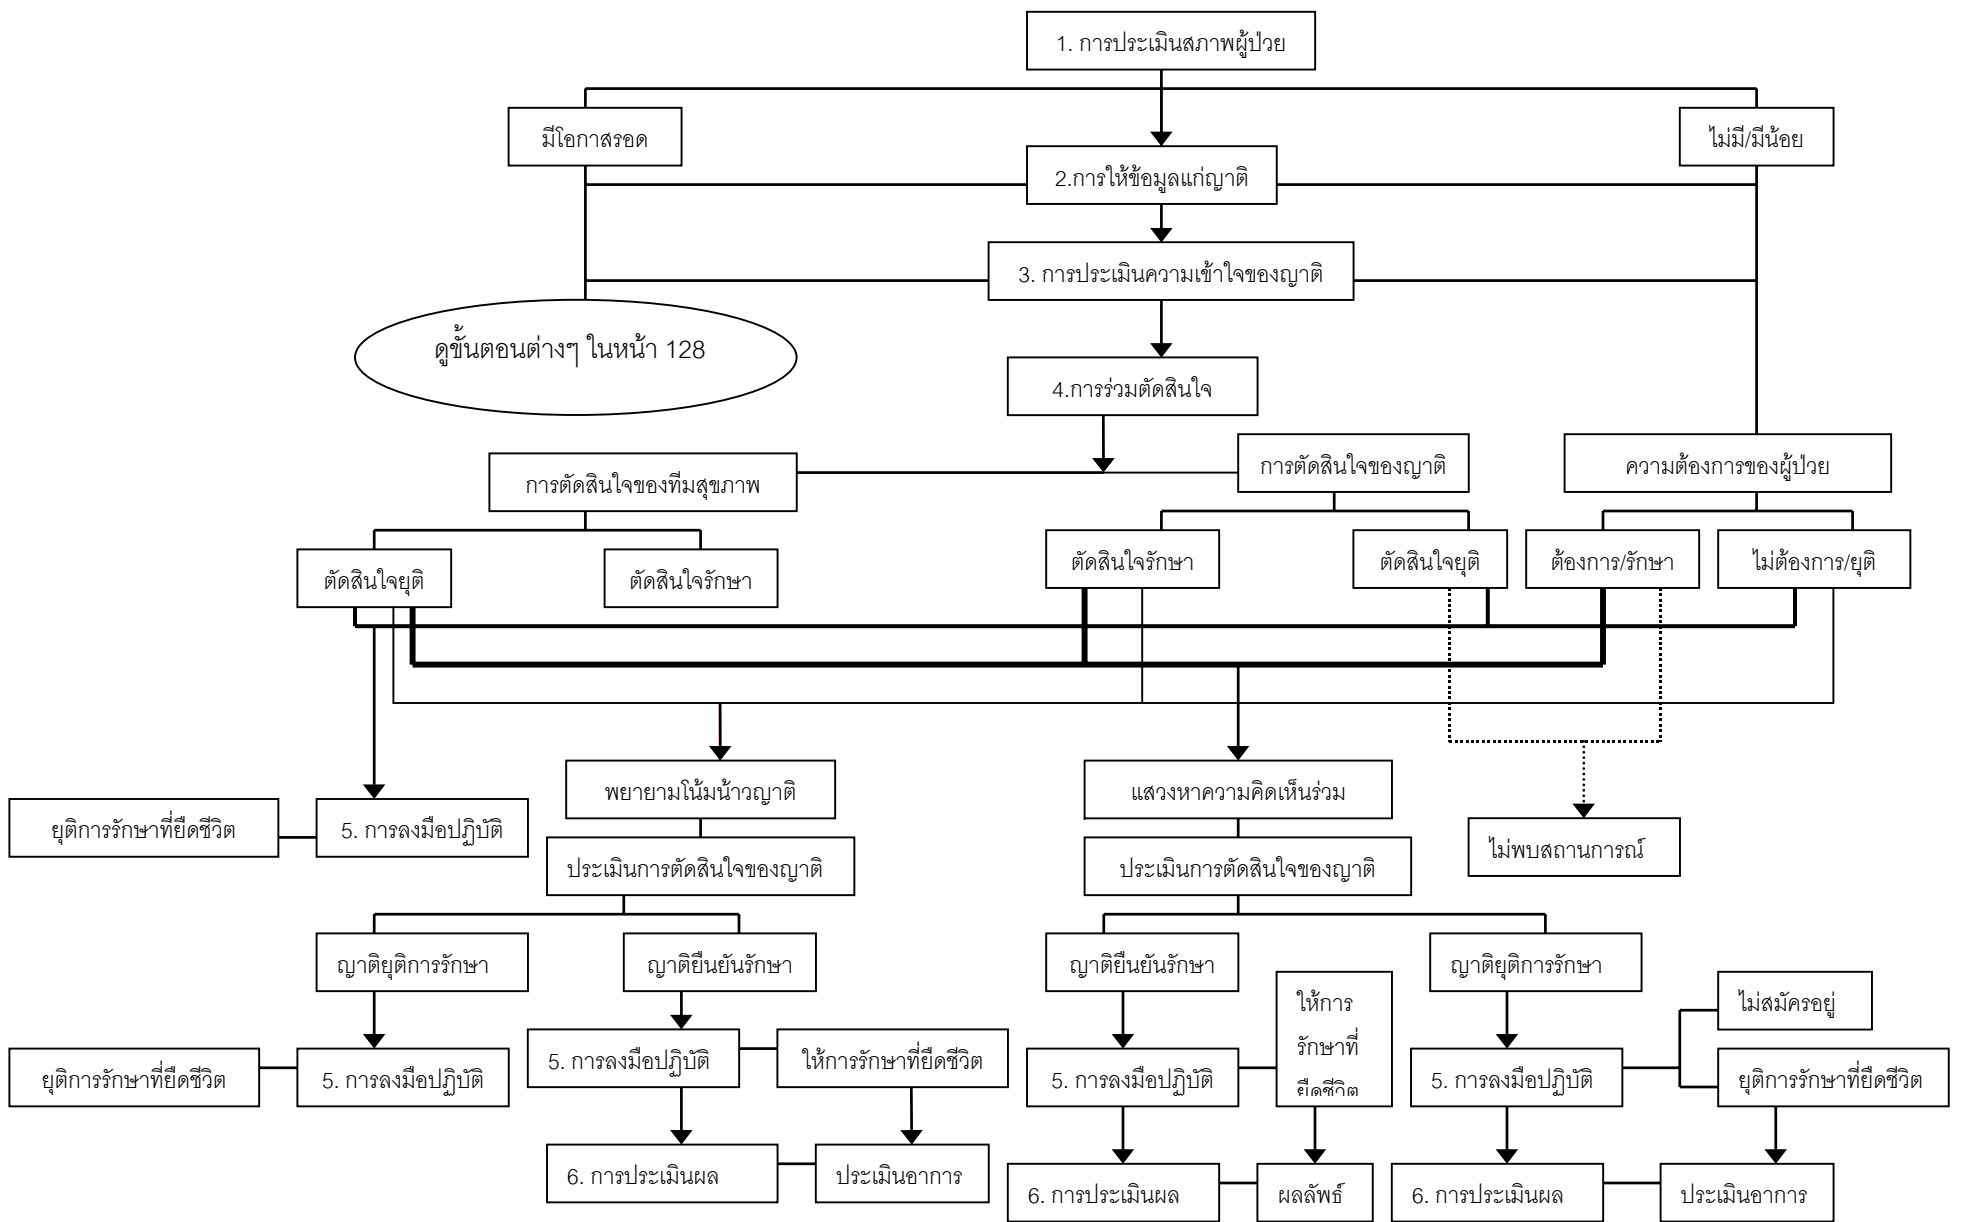 1. การประเมินสภาพผู้ป่วย
มีโอกาสรอด
ไม่มี/มีน้อย
2.การให้ข้อมูลแก่ญาติ
3. การประเมินความเข้าใจของญาติ
ดูขั้นตอนต่างๆ ในหน้า 128
4.การร่วมตัดสินใจ
การตัดสินใจของทีมสุขภาพ
การตัดสินใจของญาติ
ความต้องการของผู้ป่วย
ตัดสินใจยุติ
ตัดสินใจรักษา
ตัดสินใจรักษา
ตัดสินใจยุติ
ต้องการ/รักษา
ไม่ต้องการ/ยุติ
พยายามโน้มน้าวญาติ
แสวงหาความคิดเห็นร่วม
ยุติการรักษาที่ยืดชีวิต
5. การลงมือปฏิบัติ
ไม่พบสถานการณ์
ประเมินการตัดสินใจของญาติ
ประเมินการตัดสินใจของญาติ
ญาติยุติการรักษา
ญาติยืนยันรักษา
ญาติยืนยันรักษา
ญาติยุติการรักษา
ให้การ
รักษาที่
ยืดชีวิต
ไม่สมัครอยู่
ยุติการรักษาที่ยืดชีวิต
5. การลงมือปฏิบัติ
5. การลงมือปฏิบัติ
ให้การรักษาที่ยืดชีวิต
5. การลงมือปฏิบัติ
5. การลงมือปฏิบัติ
ยุติการรักษาที่ยืดชีวิต
6. การประเมินผล
ประเมินอาการ
6. การประเมินผล
ผลลัพธ์
6. การประเมินผล
ประเมินอาการ